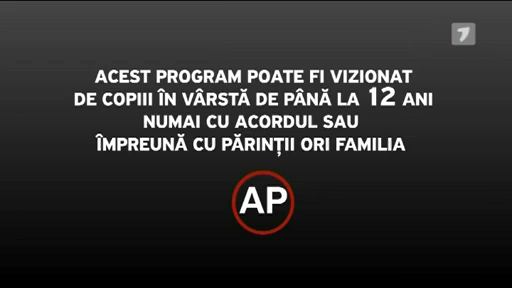 ACEST PROGRAM POATE FI VIZIONAT
DE COPIII ÎN VÂRSTĂ DE PÂNĂ LA 12 ANI
NUMAI CU ACORDUL SAU
ÎMPREUNĂ CU PĂRINȚII ORI FAMILIA
AP